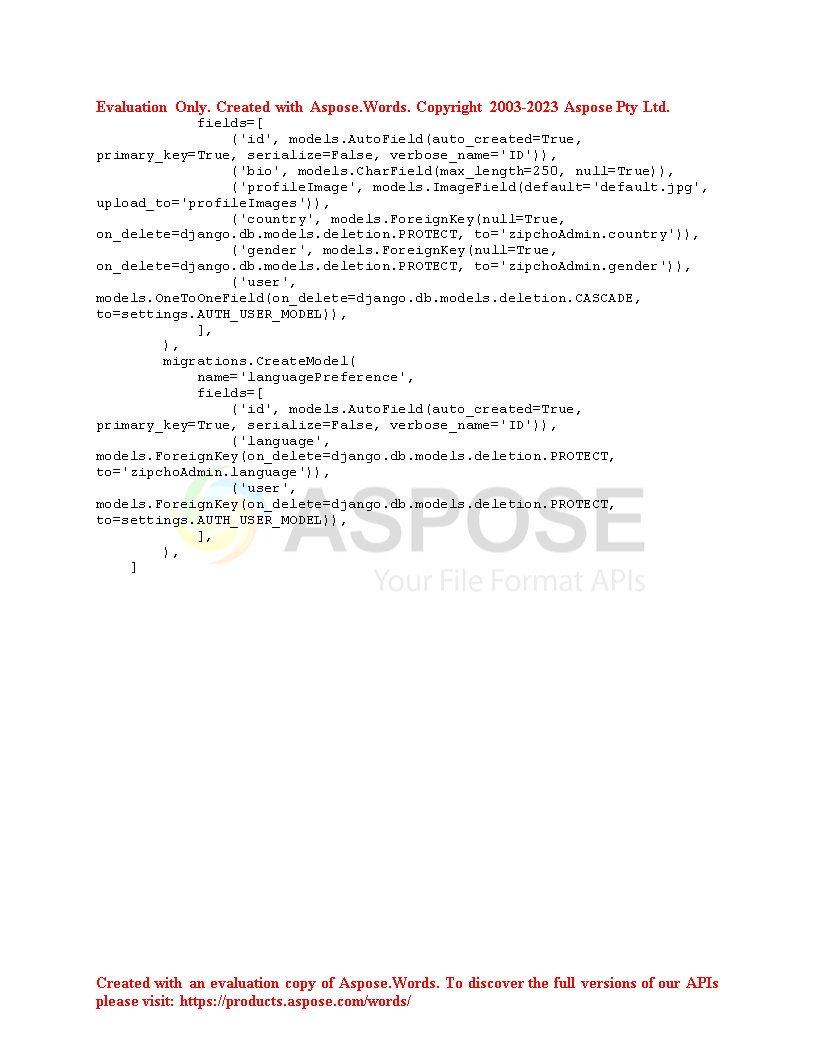 Evaluation Only. Created with Aspose.Words. Copyright 2003-2023 Aspose Pty Ltd.
            fields=[
                ('id', models.AutoField(auto_created=True,
primary_key=True, serialize=False, verbose_name='ID')),
                ('bio', models.CharField(max_length=250, null=True)),
                ('profileImage', models.ImageField(default='default.jpg',
upload_to='profileImages')),
                ('country', models.ForeignKey(null=True,
on_delete=django.db.models.deletion.PROTECT, to='zipchoAdmin.country')),
                ('gender', models.ForeignKey(null=True,
on_delete=django.db.models.deletion.PROTECT, to='zipchoAdmin.gender')),
                ('user',
models.OneToOneField(on_delete=django.db.models.deletion.CASCADE,
to=settings.AUTH_USER_MODEL)),
            ],
        ),
        migrations.CreateModel(
            name='languagePreference',
            fields=[
                ('id', models.AutoField(auto_created=True,
primary_key=True, serialize=False, verbose_name='ID')),
                ('language',
models.ForeignKey(on_delete=django.db.models.deletion.PROTECT,
to='zipchoAdmin.language')),
                ('user',
models.ForeignKey(on_delete=django.db.models.deletion.PROTECT,
to=settings.AUTH_USER_MODEL)),
            ],
        ),
    ]
ASPOSE
Your File Format APIs
Created with an evaluation copy of Aspose.Words. To discover the full versions of our APIs
please visit: https://products.aspose.com/words/